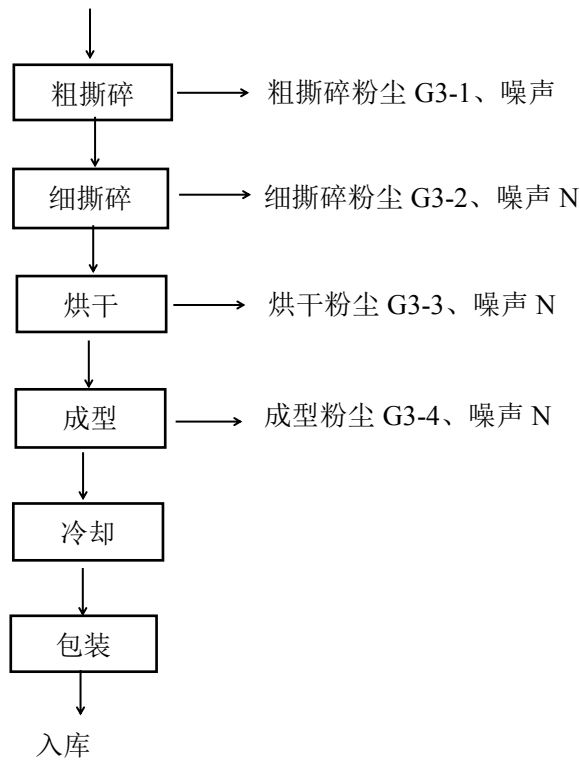 粗撕碎
粗撕碎粉尘 G3-1、噪声
细撕碎
细撕碎粉尘 G3-2、噪声 N
烘干
烘干粉尘 G3-3、噪声 N
成型
成型粉尘 G3-4、噪声 N
冷却
包装
入库